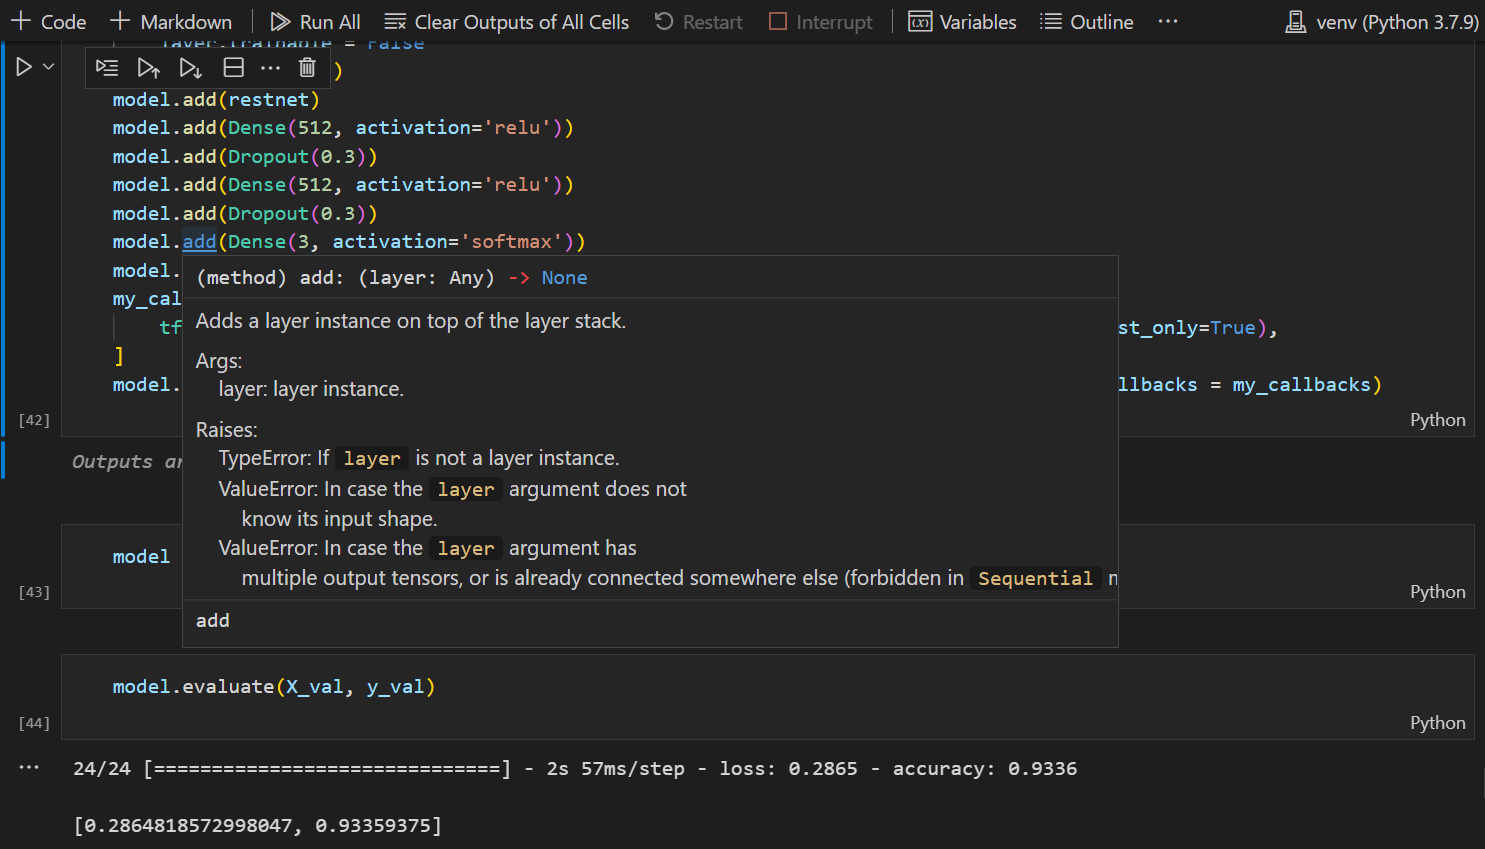 Code Markdown Run All Clear Outputs of All Cells Restart Interrupt Variables Outline ... venv (Python 3.7.9)
layer.trainable = False
)
model.add(restnet)
model.add(Dense(512, activation='relu'))
model.add(Dropout(0.3))
model.add(Dense(512, activation='relu'))
model.add(Dropout(0.3))
model.add(Dense(3, activation='softmax'))
model.
(method) add: (layer: Any) -> None
my_cal
Adds a layer instance on top of the layer stack.
tf
st_only=True),
]
Args:
layer: layer instance.
model.
llbacks = my_callbacks)
[42]
Python
Raises:
TypeError: If layer is not a layer instance.
Outputs ar
ValueError: In case the layer argument does not
know its input shape.
ValueError: In case the layer argument has
multiple output tensors, or is already connected somewhere else (forbidden in Sequential m
model
[43]
Python
add
model.evaluate(X_val, y_val)
[44]
Python
24/24 [==============================] - 2s 57ms/step - loss: 0.2865 - accuracy: 0.9336
[0.2864818572998047, 0.93359375]